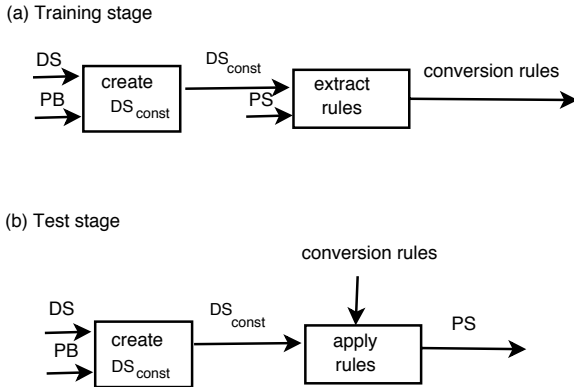 (a) Training stage
DS
PB
create
DSconst
DSconst
PS
extract
rules
conversion rules
(b) Test stage
conversion rules
DS
PB
create
DSconst
DSconst
apply
rules
PS